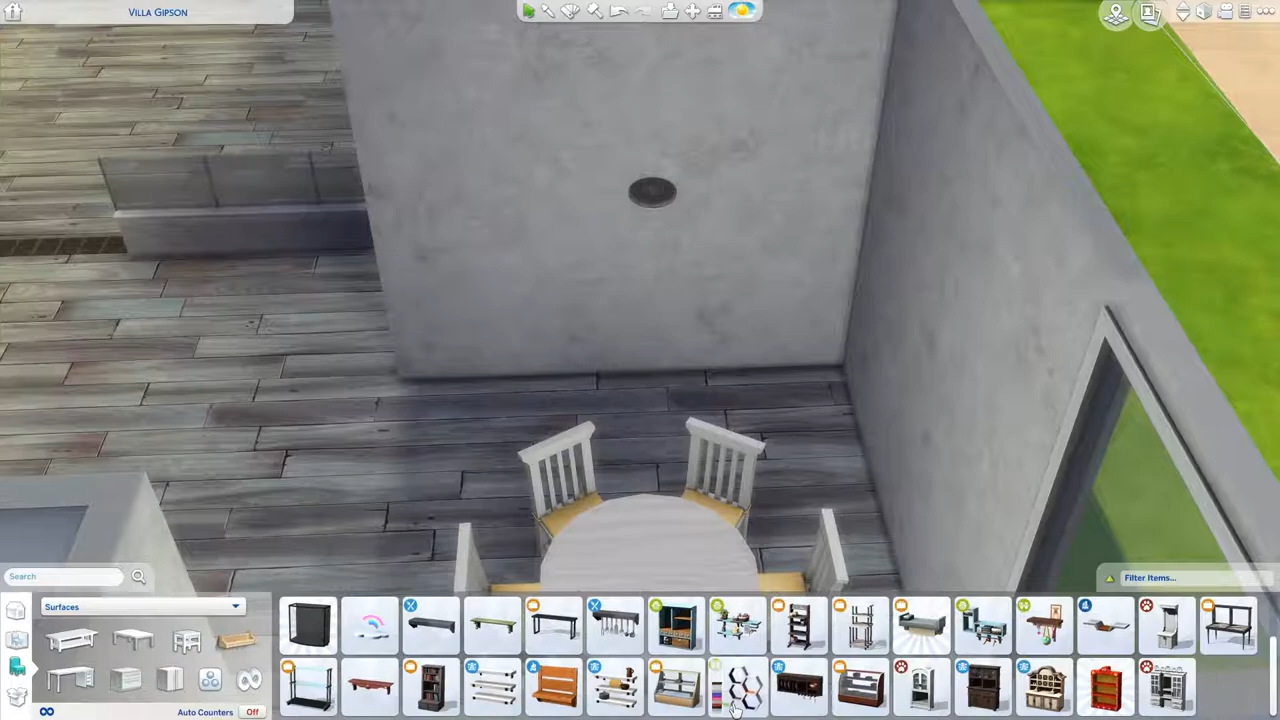 VILLA GIPSON
Search
Filter Items...
Surfaces
Auto Counters Off